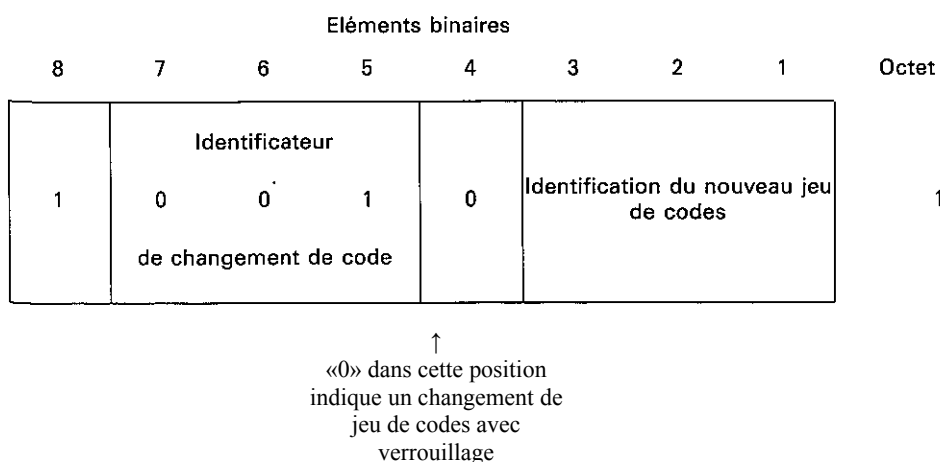 Eléments binaires
8 7 6 5 4 3 2 1 Octet
Identificateur
1 0 0 1 0 Identification du nouveau jeu de codes 1
de changement de code
↑
«0» dans cette position
indique un changement de
jeu de codes avec
verrouillage